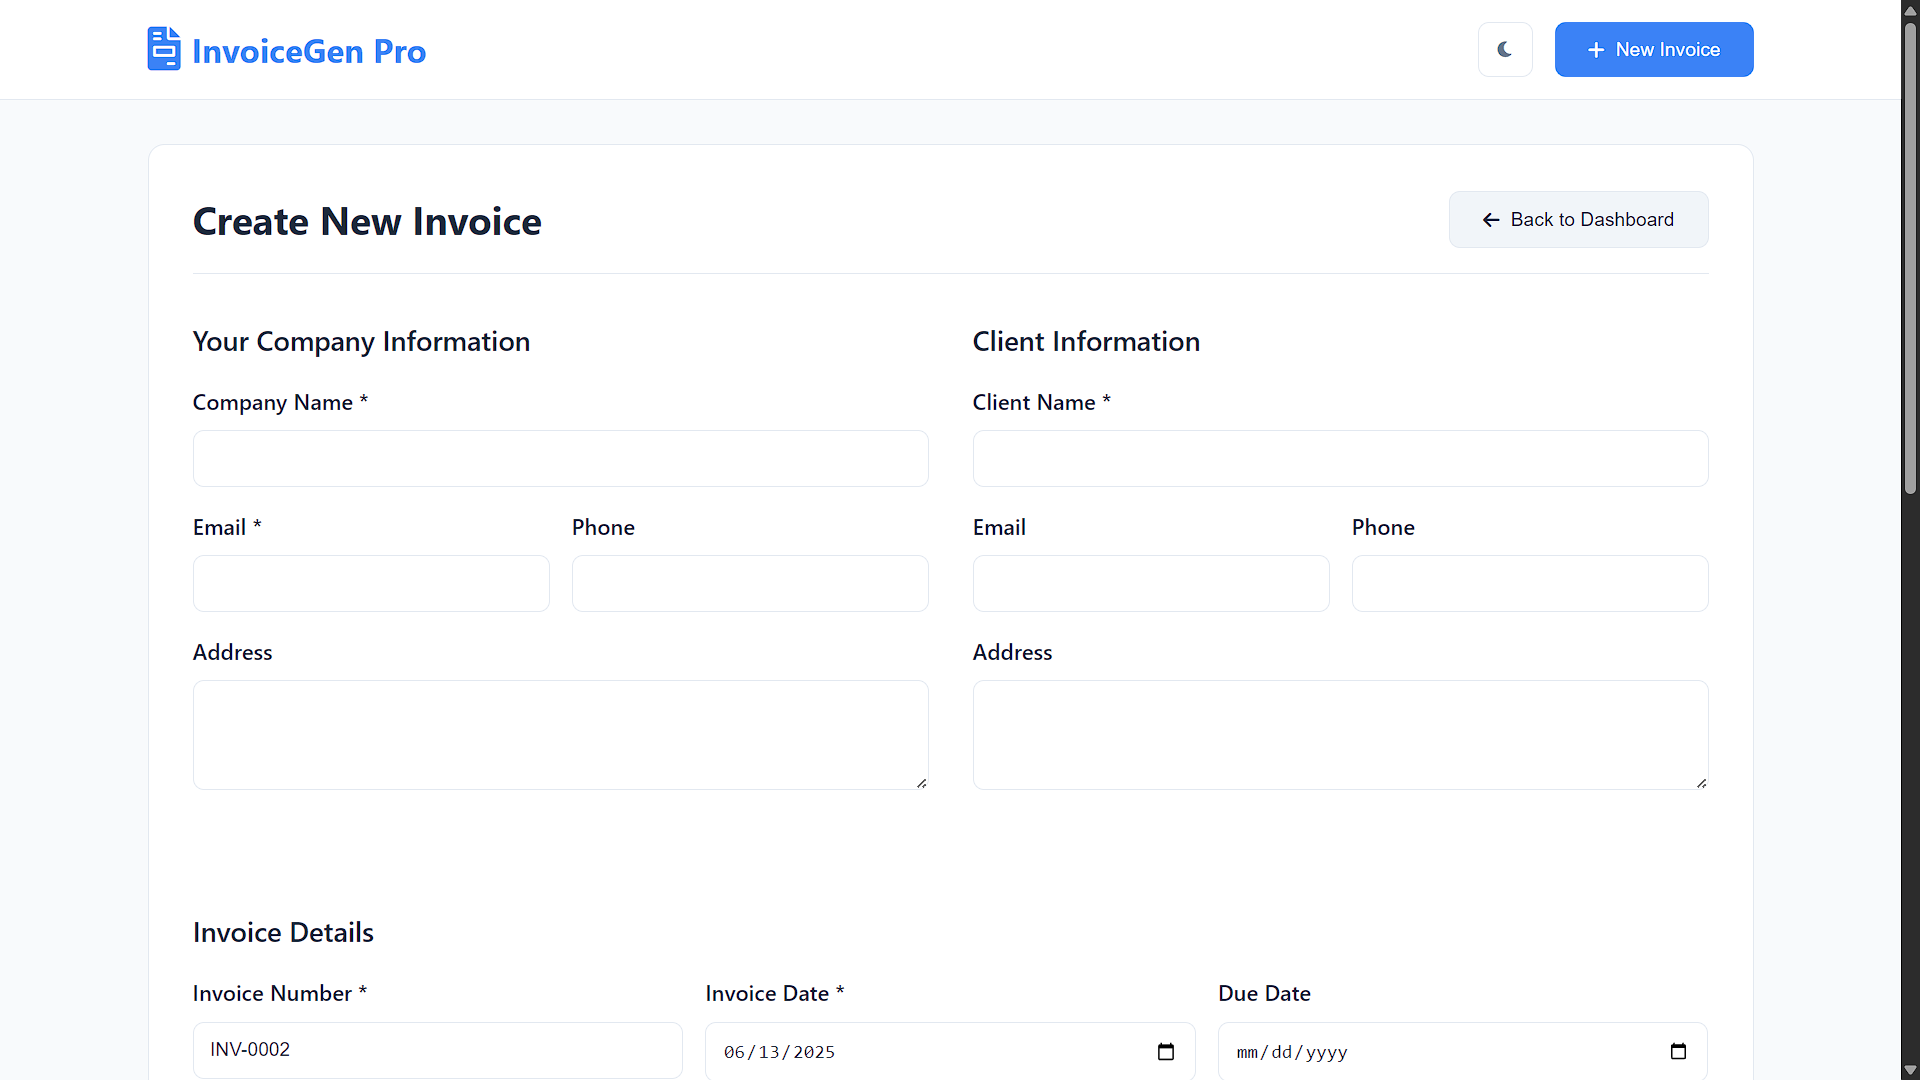 InvoiceGen Pro
New Invoice
Create New Invoice
Back to Dashboard
Your Company Information
Client Information
Company Name *
Client Name *
Email *
Phone
Email
Phone
Address
Address
Invoice Details
Invoice Number *
Invoice Date *
Due Date
INV-0002
06/13/2025
mm/dd/yyyy